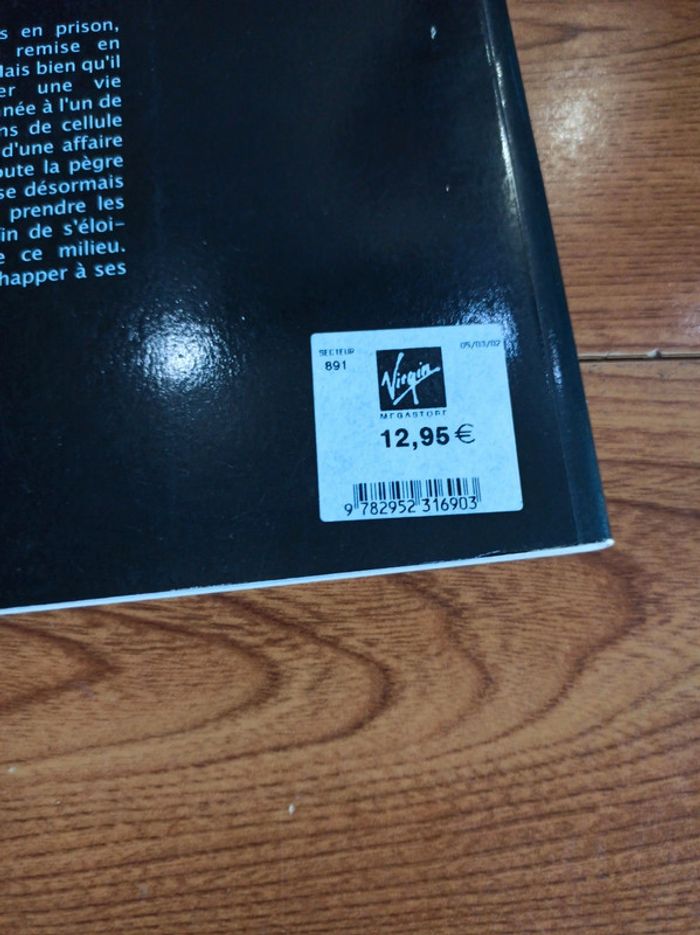 s en prison,
remise en
lais bien qu'il
er une vie
née à l'un de
ns de cellule
d'une affaire
oute la pègre
se désormais
prendre les
in de s'éloi-
e ce milieu.
happer à ses
SECTEUR
05/03/02
891
Virgin
MEGASTORE
12,95 €
9 782952 316903